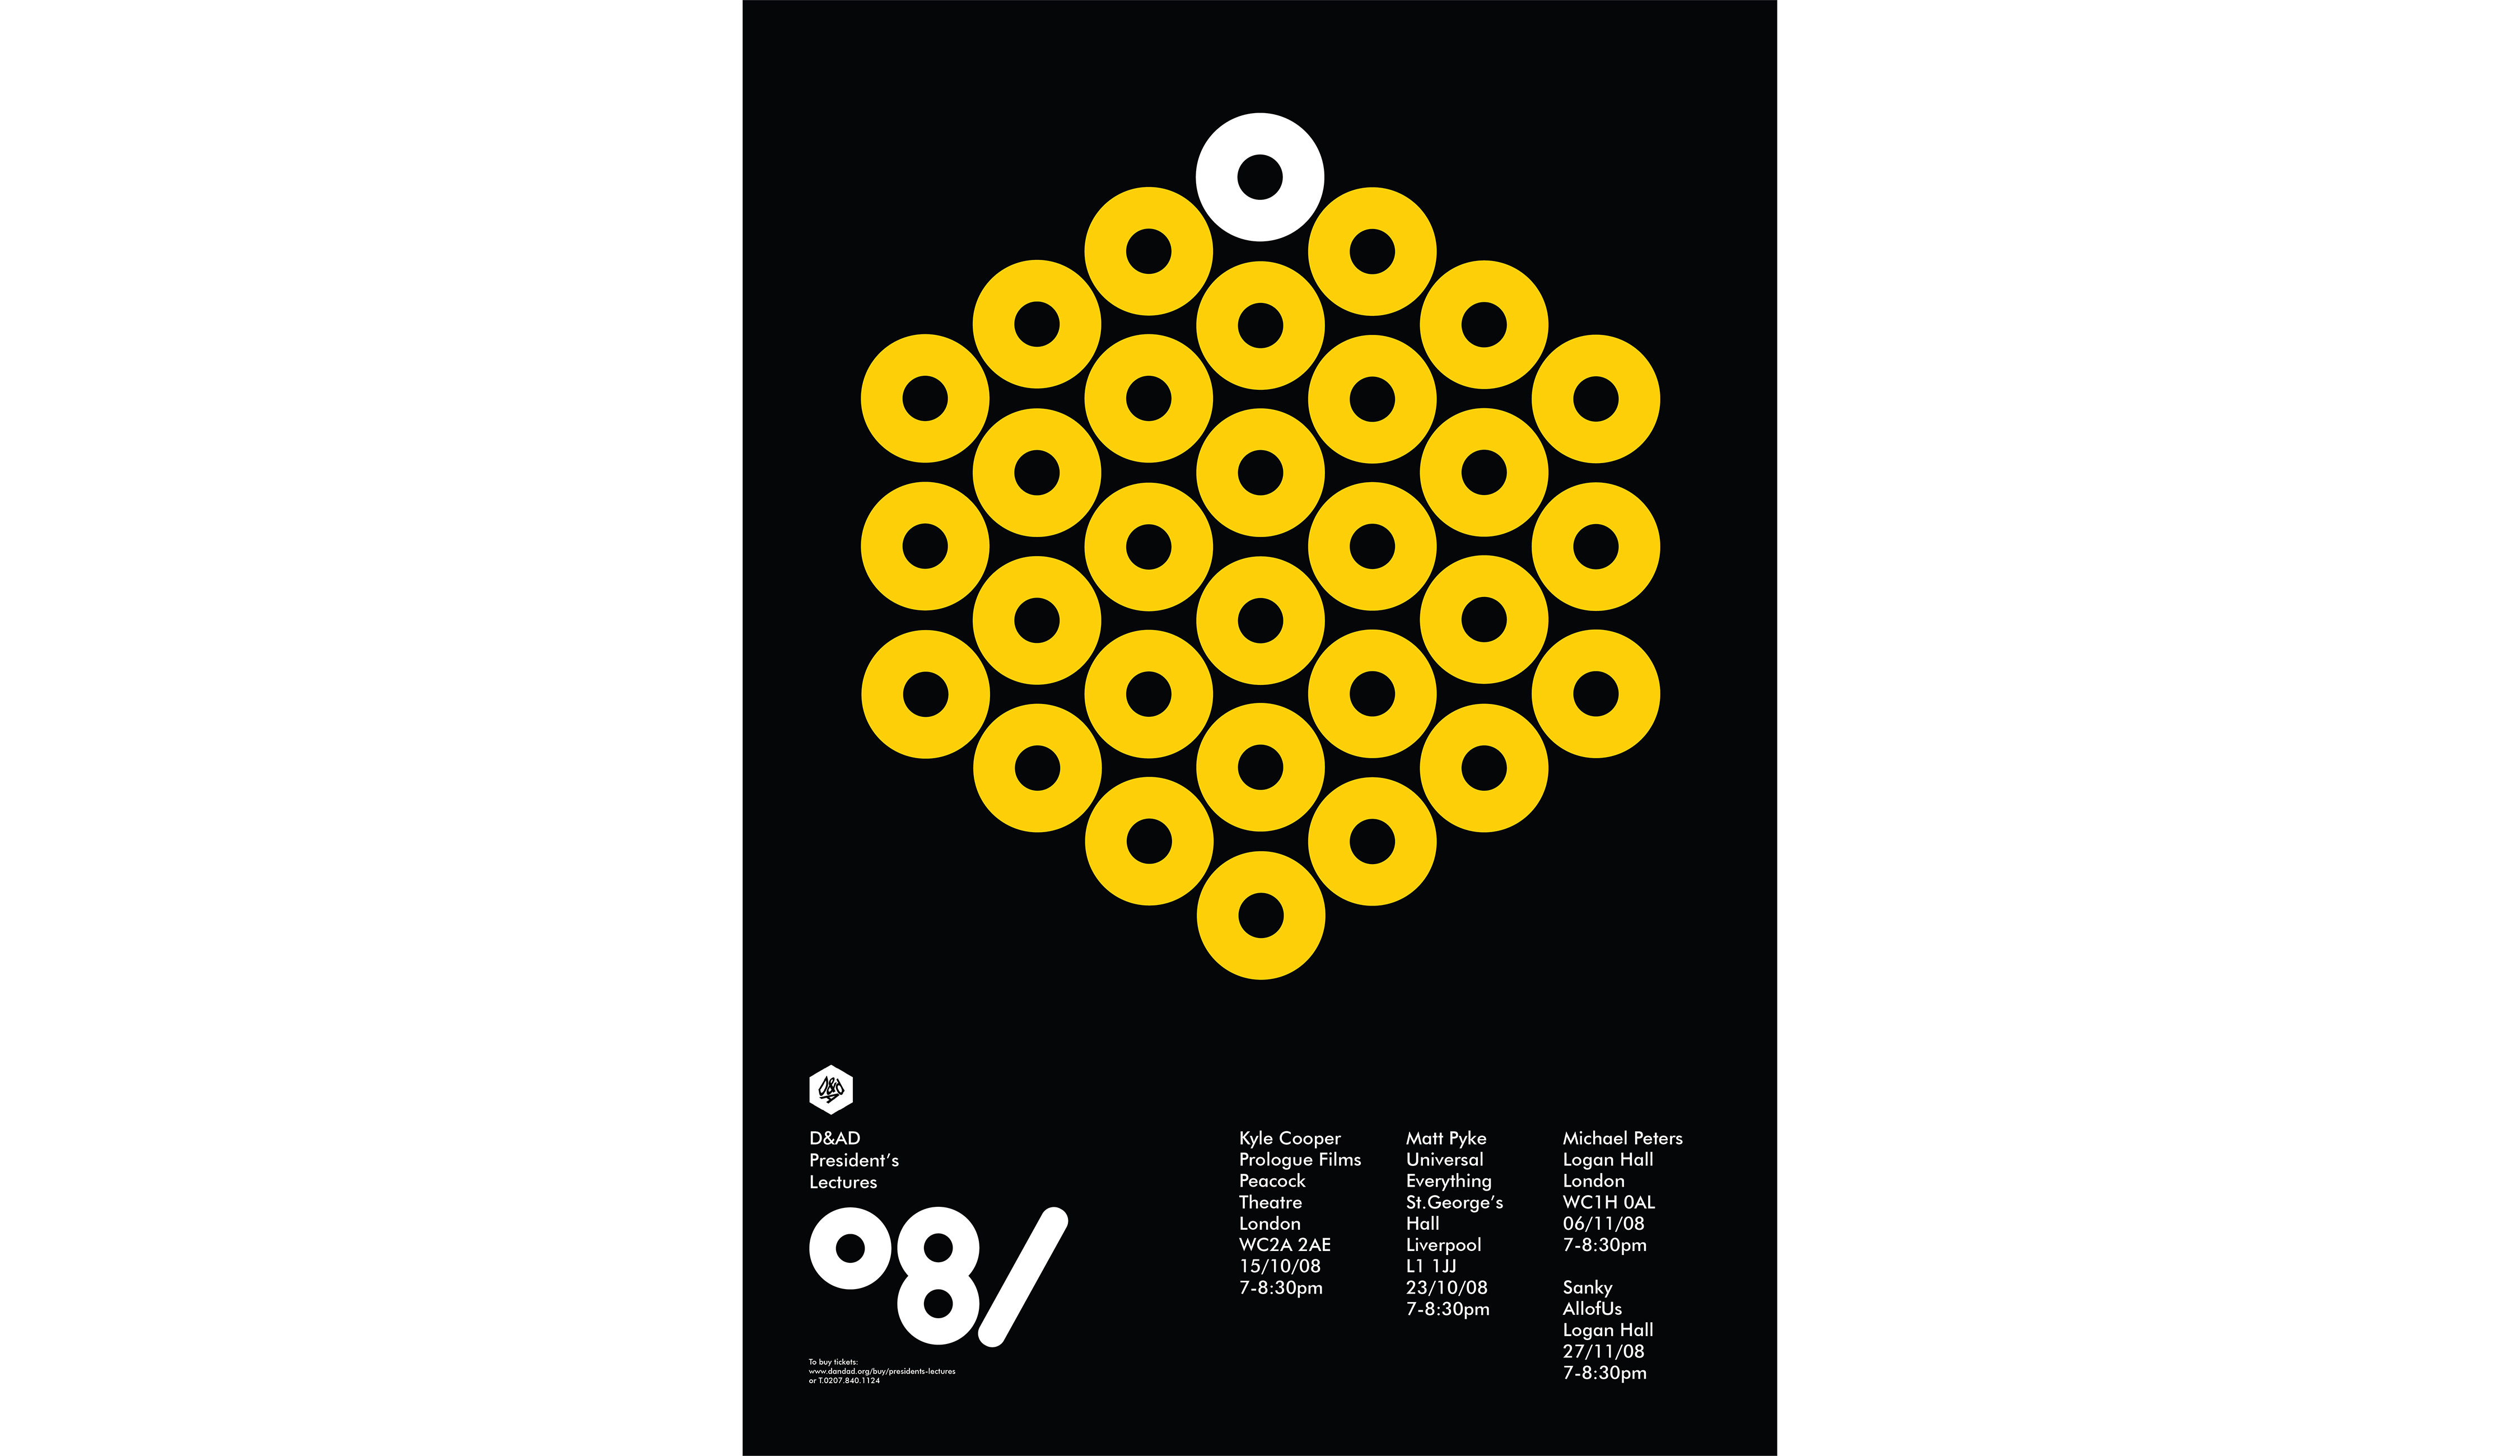 D&AD
D&AD
President's
Lectures
08/
To buy tickets:
www.dandad.org/buy/presidents-lectures
or T.0207.840.1124
Kyle Cooper
Prologue Films
Peacock
Theatre
London
WC2A 2AE
15/10/08
7-8:30pm
Matt Pyke
Universal
Everything
St.George's
Hall
Liverpool
L1 1JJ
23/10/08
7-8:30pm
Michael Peters
Logan Hall
London
WC1H 0AL
06/11/08
7-8:30pm
Sanky
AllofUs
Logan Hall
27/11/08
7-8:30pm